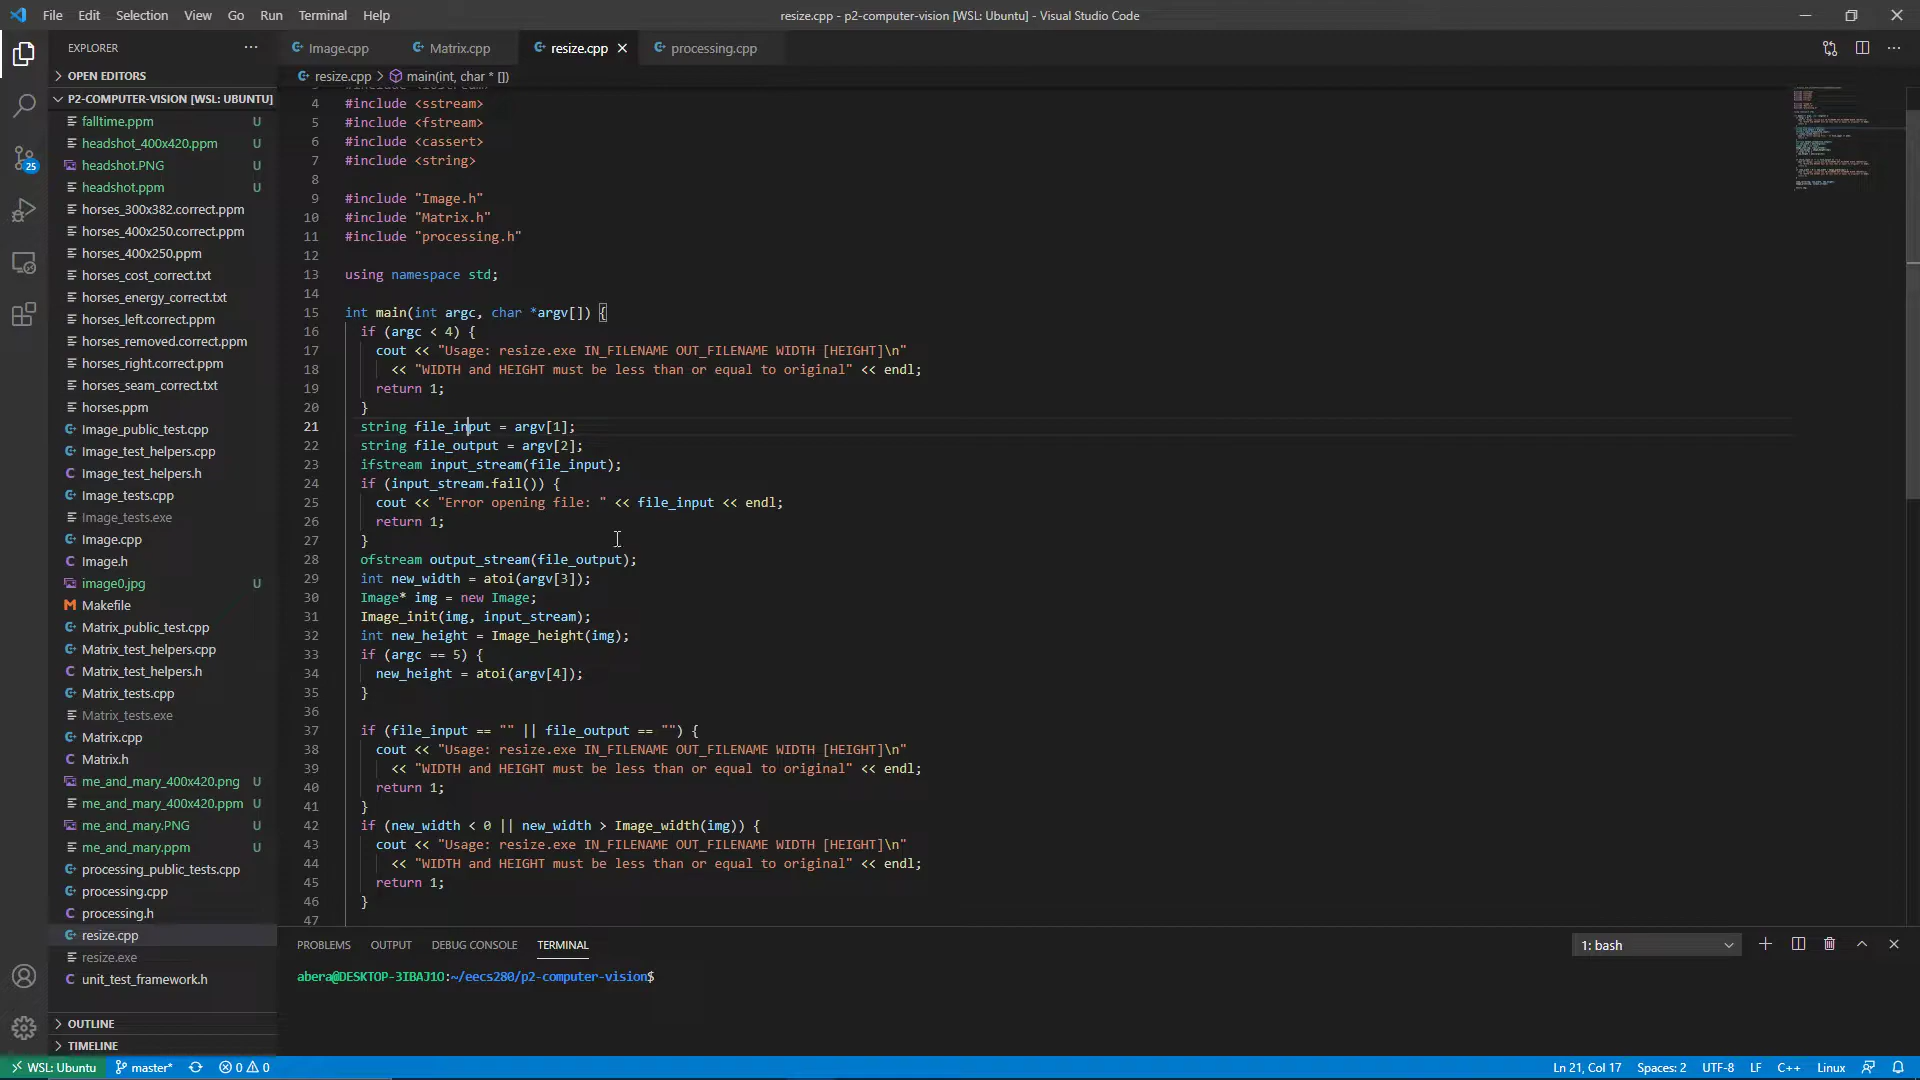 File Edit Selection View Go Run Terminal Help
resize.cpp - p2-computer-vision [WSL: Ubuntu] - Visual Studio Code
EXPLORER
OPEN EDITORS
P2-COMPUTER-VISION [WSL: UBUNTU]
falltime.ppm U
headshot_400x420.ppm U
headshot.PNG U
headshot.ppm U
horses_300x382.correct.ppm
horses_400x250.correct.ppm
horses_400x250.ppm
horses_cost_correct.txt
horses_energy_correct.txt
horses_left.correct.ppm
horses_removed.correct.ppm
horses_right.correct.ppm
horses_seam_correct.txt
horses.ppm
Image_public_test.cpp
Image_test_helpers.cpp
Image_test_helpers.h
Image_tests.cpp
Image_tests.exe
Image.cpp
Image.h
image0.jpg U
Makefile
Matrix_public_test.cpp
Matrix_test_helpers.cpp
Matrix_test_helpers.h
Matrix_tests.cpp
Matrix_tests.exe
Matrix.cpp
Matrix.h
me_and_mary_400x420.png U
me_and_mary_400x420.ppm U
me_and_mary.PNG U
me_and_mary.ppm U
processing_public_tests.cpp
processing.cpp
processing.h
resize.cpp
resize.exe
unit_test_framework.h
OUTLINE
TIMELINE
25
Image.cpp Matrix.cpp resize.cpp processing.cpp
resize.cpp > main(int, char * [])
4 #include <sstream>
5 #include <fstream>
6 #include <cassert>
7 #include <string>
8
9 #include "Image.h"
10 #include "Matrix.h"
11 #include "processing.h"
12
13 using namespace std;
14
15 int main(int argc, char *argv[]) {
16 if (argc < 4) {
17 cout << "Usage: resize.exe IN_FILENAME OUT_FILENAME WIDTH [HEIGHT]\n"
18 << "WIDTH and HEIGHT must be less than or equal to original" << endl;
19 return 1;
20 }
21 string file_input = argv[1];
22 string file_output = argv[2];
23 ifstream input_stream(file_input);
24 if (input_stream.fail()) {
25 cout << "Error opening file: " << file_input << endl;
26 return 1;
27 }
28 ofstream output_stream(file_output);
29 int new_width = atoi(argv[3]);
30 Image* img = new Image;
31 Image_init(img, input_stream);
32 int new_height = Image_height(img);
33 if (argc == 5) {
34 new_height = atoi(argv[4]);
35 }
36
37 if (file_input == "" || file_output == "") {
38 cout << "Usage: resize.exe IN_FILENAME OUT_FILENAME WIDTH [HEIGHT]\n"
39 << "WIDTH and HEIGHT must be less than or equal to original" << endl;
40 return 1;
41 }
42 if (new_width < 0 || new_width > Image_width(img)) {
43 cout << "Usage: resize.exe IN_FILENAME OUT_FILENAME WIDTH [HEIGHT]\n"
44 << "WIDTH and HEIGHT must be less than or equal to original" << endl;
45 return 1;
46 }
47
PROBLEMS OUTPUT DEBUG CONSOLE TERMINAL
1: bash
abera@DESKTOP-3IBAJ1O:~/eecs280/p2-computer-vision$
WSL: Ubuntu master* 0 0
Ln 21, Col 17 Spaces: 2 UTF-8 LF C++ Linux